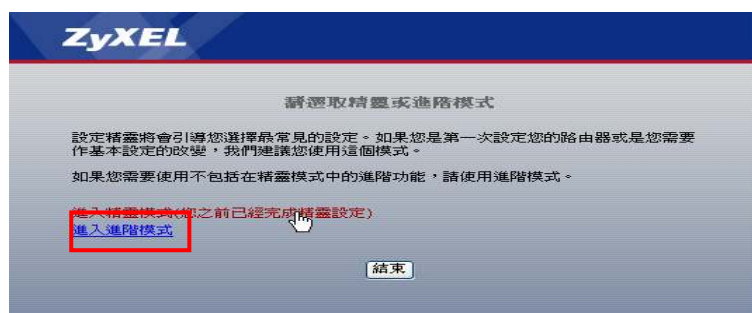 ZyXEL
請選取精靈或進階模式
設定精靈將會引導您選擇最常見的設定。如果您是第一次設定您的路由器或是您需要
作基本設定的改變，我們建議您使用這個模式。
如果您需要使用不包括在精靈模式中的進階功能，請使用進階模式。
進入精靈模式(您之前已經完成精靈設定)
進入進階模式
結束